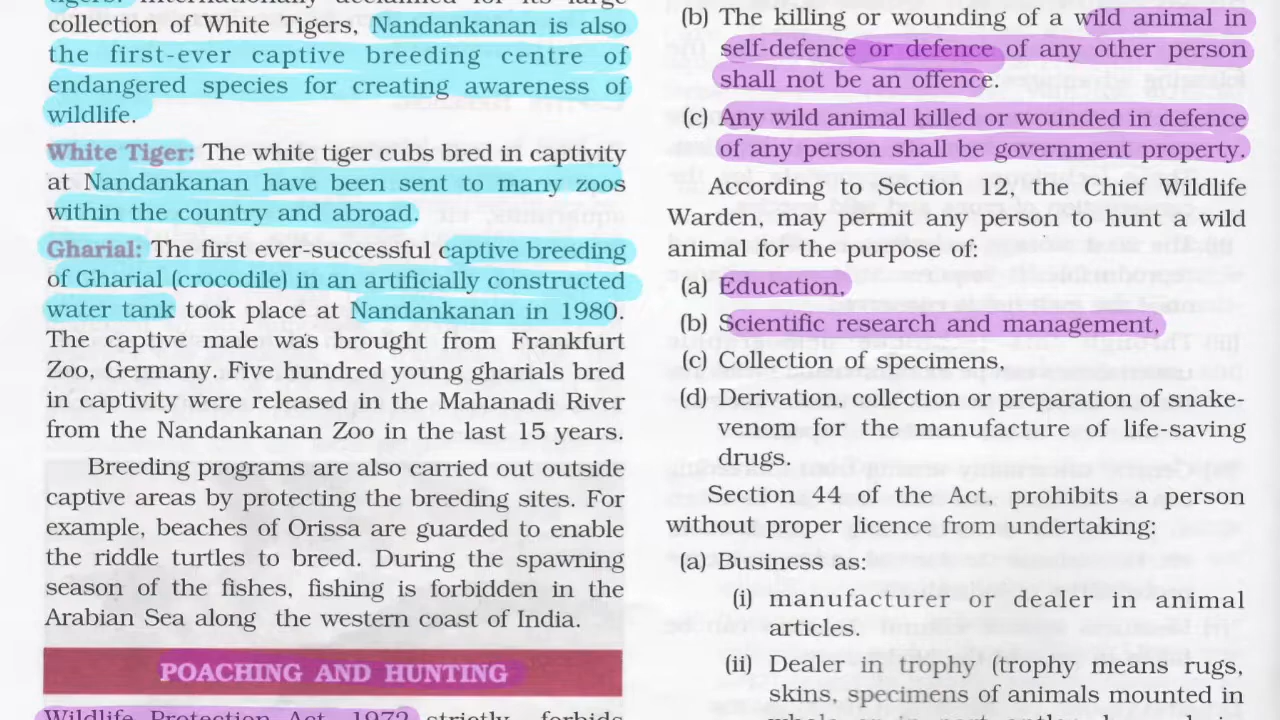 tigers. Internationally acclaimed for its large
collection of White Tigers, Nandankanan is also
the first-ever captive breeding centre of
endangered species for creating awareness of
wildlife.
White Tiger: The white tiger cubs bred in captivity
at Nandankanan have been sent to many zoos
within the country and abroad.
Gharial: The first ever-successful captive breeding
of Gharial (crocodile) in an artificially constructed
water tank took place at Nandankanan in 1980.
The captive male was brought from Frankfurt
Zoo, Germany. Five hundred young gharials bred
in captivity were released in the Mahanadi River
from the Nandankanan Zoo in the last 15 years.
Breeding programs are also carried out outside
captive areas by protecting the breeding sites. For
example, beaches of Orissa are guarded to enable
the riddle turtles to breed. During the spawning
season of the fishes, fishing is forbidden in the
Arabian Sea along the western coast of India.
POACHING AND HUNTING
Wildlife Protection Act, 1972 strictly forbids
(b) The killing or wounding of a wild animal in
self-defence or defence of any other person
shall not be an offence.
(c) Any wild animal killed or wounded in defence
of any person shall be government property.
According to Section 12, the Chief Wildlife
Warden, may permit any person to hunt a wild
animal for the purpose of:
(a) Education,
(b) Scientific research and management,
(c) Collection of specimens,
(d) Derivation, collection or preparation of snake-
venom for the manufacture of life-saving
drugs.
Section 44 of the Act, prohibits a person
without proper licence from undertaking:
(a) Business as:
(i) manufacturer or dealer in animal
articles.
(ii) Dealer in trophy (trophy means rugs,
skins, specimens of animals mounted in